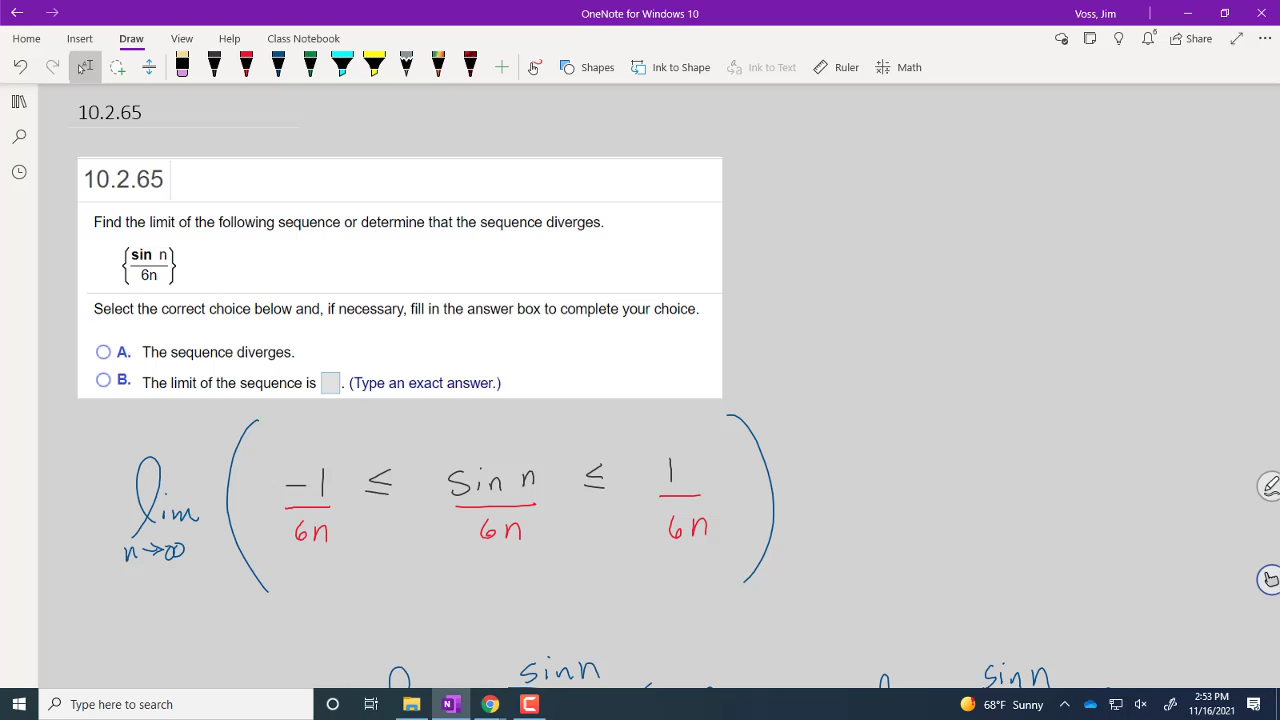 OneNote for Windows 10
Voss, Jim
Home Insert Draw View Help Class Notebook
Share
Shapes Ink to Shape Ink to Text Ruler Math
10.2.65
10.2.65
Find the limit of the following sequence or determine that the sequence diverges.
{sin n
6n}
Select the correct choice below and, if necessary, fill in the answer box to complete your choice.
A. The sequence diverges.
B. The limit of the sequence is . (Type an exact answer.)
lim ( -1 ≤ sin n ≤ 1 )
n→∞ 6n 6n 6n
sin n sin n
Type here to search
68°F Sunny
2:53 PM
11/16/2021